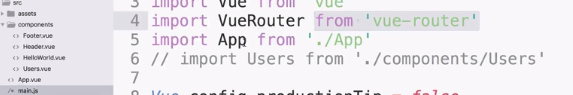 src
assets
components
Footer.vue
Header.vue
HelloWorld.vue
Users.vue
App.vue
main.js
3 import Vue from 'vue'
4 import VueRouter from 'vue-router'
5 import App from './App'
6 // import Users from './components/Users'
7
8 Vue.config.productionTip = false